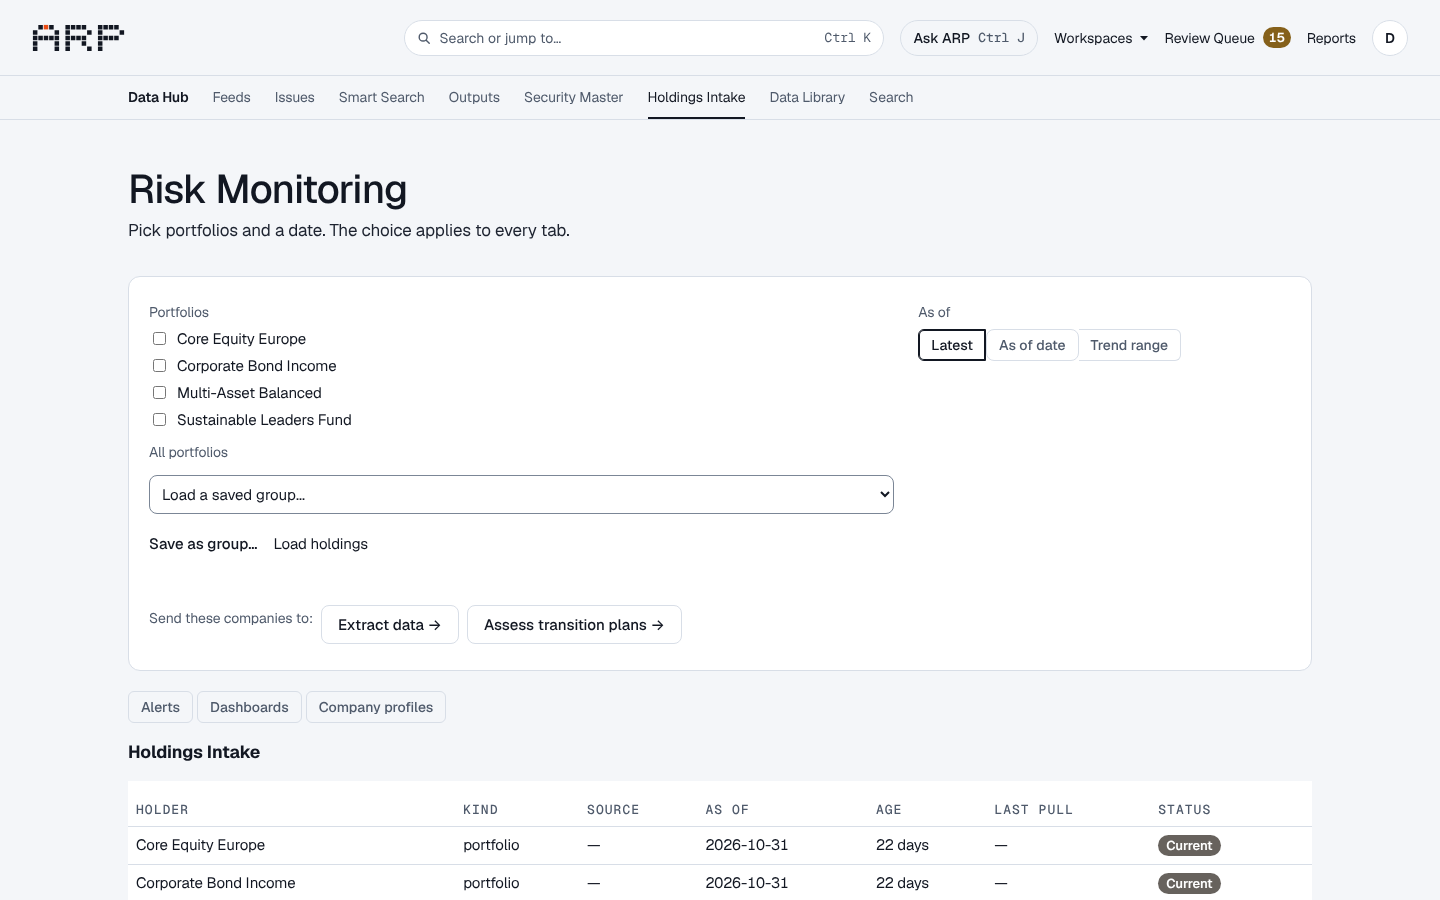 ARP
Search or jump to... Ctrl K
Ask ARP Ctrl J
Workspaces
Review Queue 15
Reports
D
Data Hub Feeds Issues Smart Search Outputs Security Master Holdings Intake Data Library Search
Risk Monitoring
Pick portfolios and a date. The choice applies to every tab.
Portfolios
Core Equity Europe
Corporate Bond Income
Multi-Asset Balanced
Sustainable Leaders Fund
All portfolios
Load a saved group...
Save as group... Load holdings
As of
Latest As of date Trend range
Send these companies to: Extract data → Assess transition plans →
Alerts Dashboards Company profiles
Holdings Intake
HOLDER KIND SOURCE AS OF AGE LAST PULL STATUS
Core Equity Europe portfolio — 2026-10-31 22 days — Current
Corporate Bond Income portfolio — 2026-10-31 22 days — Current